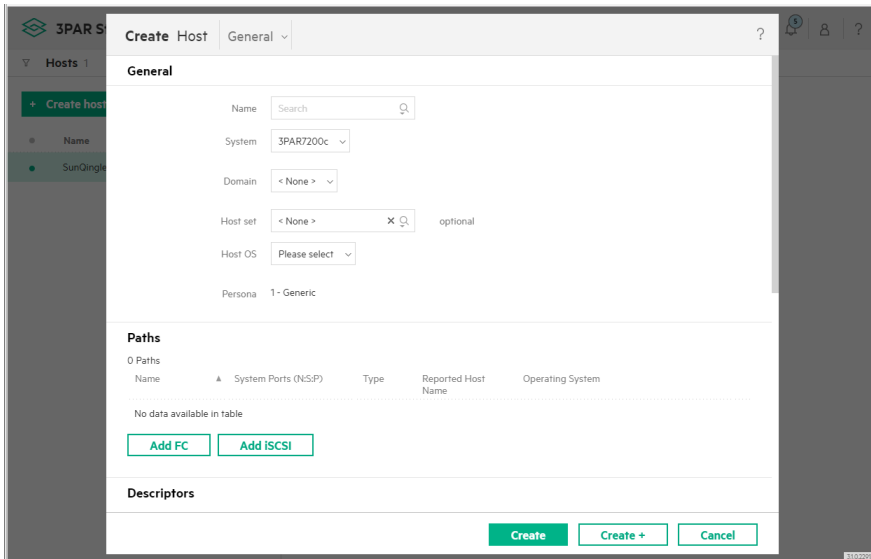 3PAR St
Create Host General ?
5
?
Hosts 1
General
+ Create host
Name Search
System 3PAR7200c
Name
SunQingle
Domain < None >
Host set < None > optional
Host OS Please select
Persona 1 - Generic
Paths
0 Paths
Name System Ports (N:S:P) Type Reported Host Name Operating System
No data available in table
Add FC Add iSCSI
Descriptors
Create Create + Cancel